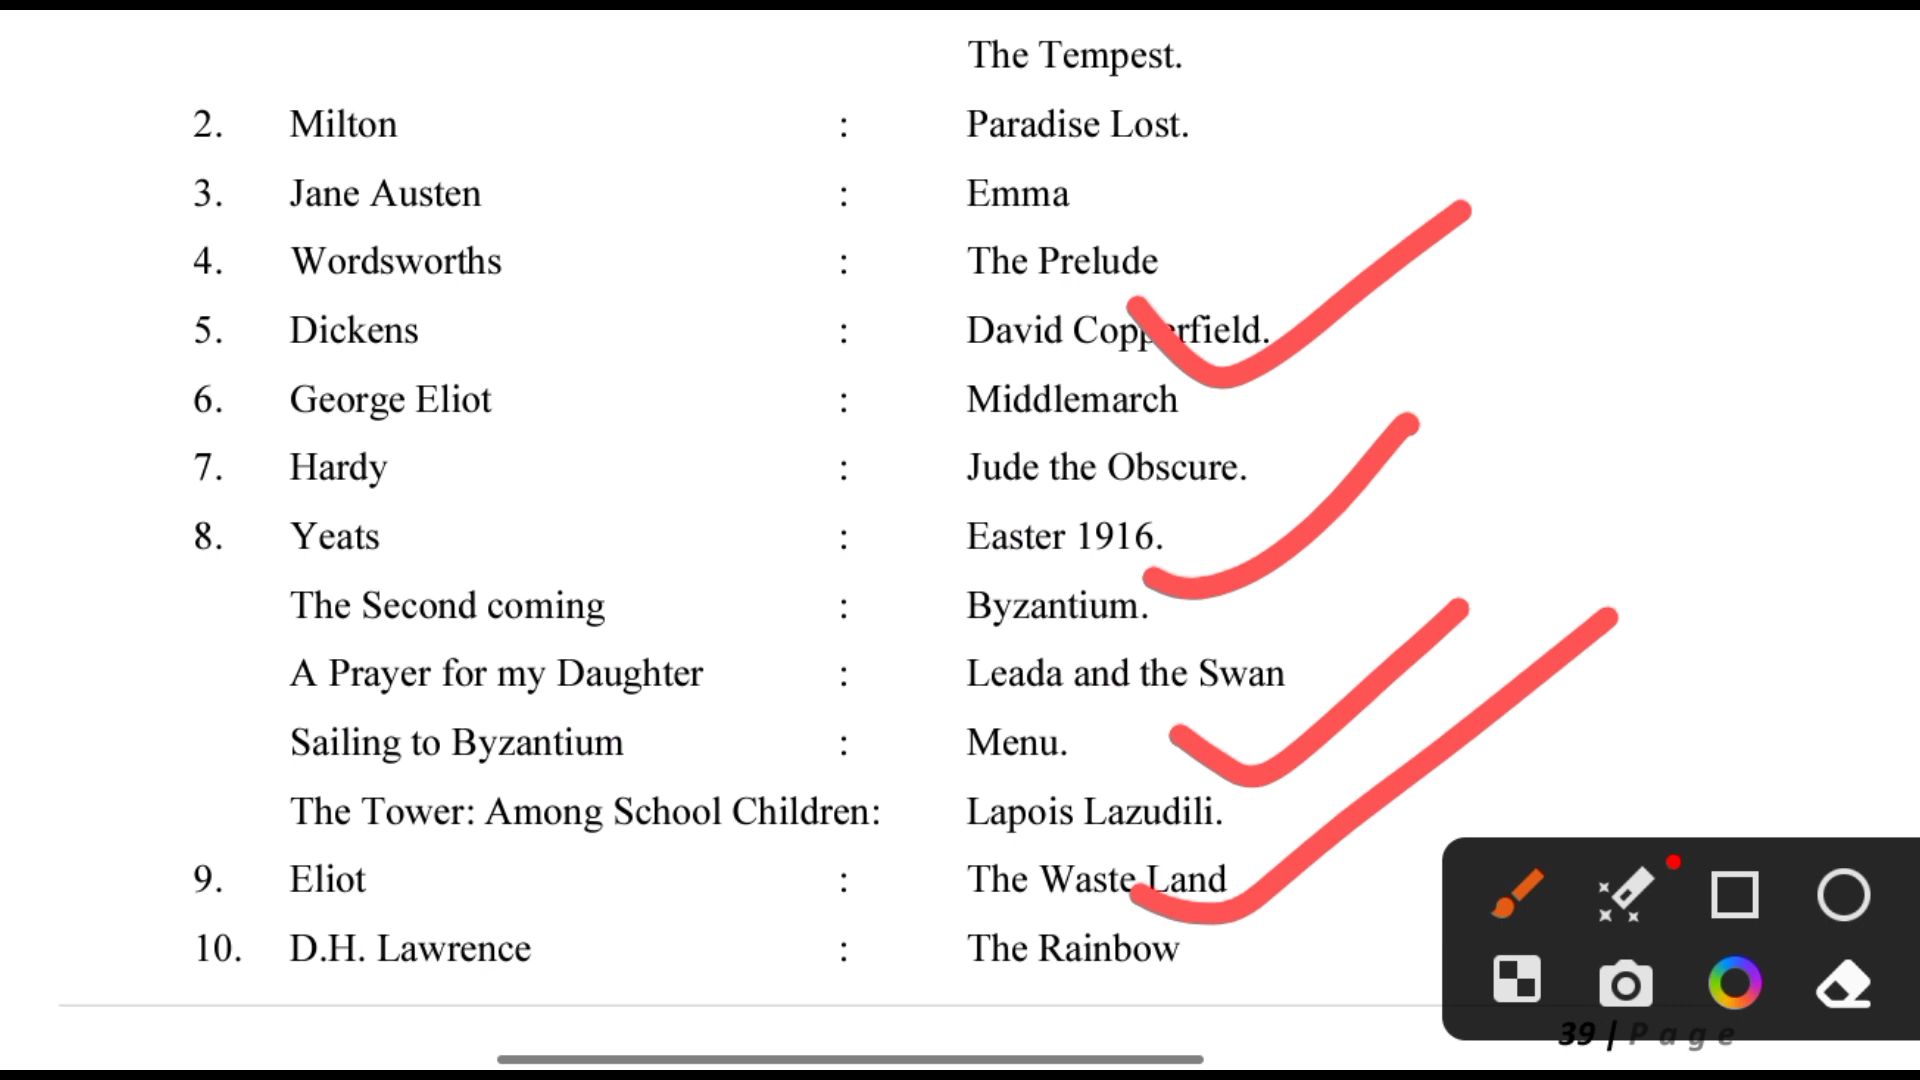 The Tempest.
2. Milton : Paradise Lost.
3. Jane Austen : Emma
4. Wordsworths : The Prelude
5. Dickens : David Copperfield.
6. George Eliot : Middlemarch
7. Hardy : Jude the Obscure.
8. Yeats : Easter 1916.
The Second coming : Byzantium.
A Prayer for my Daughter : Leada and the Swan
Sailing to Byzantium : Menu.
The Tower: Among School Children: Lapois Lazudili.
9. Eliot : The Waste Land
10. D.H. Lawrence : The Rainbow
39 | Page